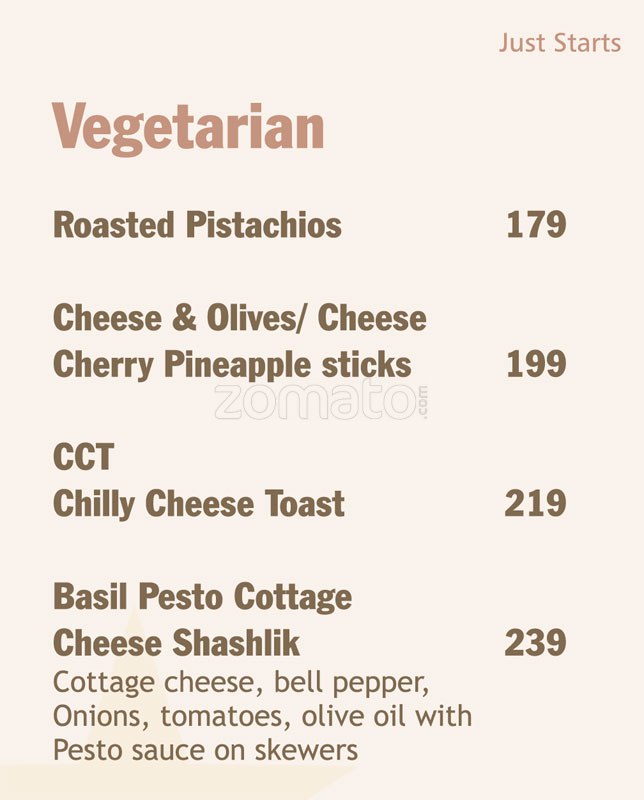 Just Starts
Vegetarian
Roasted Pistachios 179
Cheese & Olives/ Cheese
Cherry Pineapple sticks 199
zomato.com
CCT
Chilly Cheese Toast 219
Basil Pesto Cottage
Cheese Shashlik 239
Cottage cheese, bell pepper,
Onions, tomatoes, olive oil with
Pesto sauce on skewers